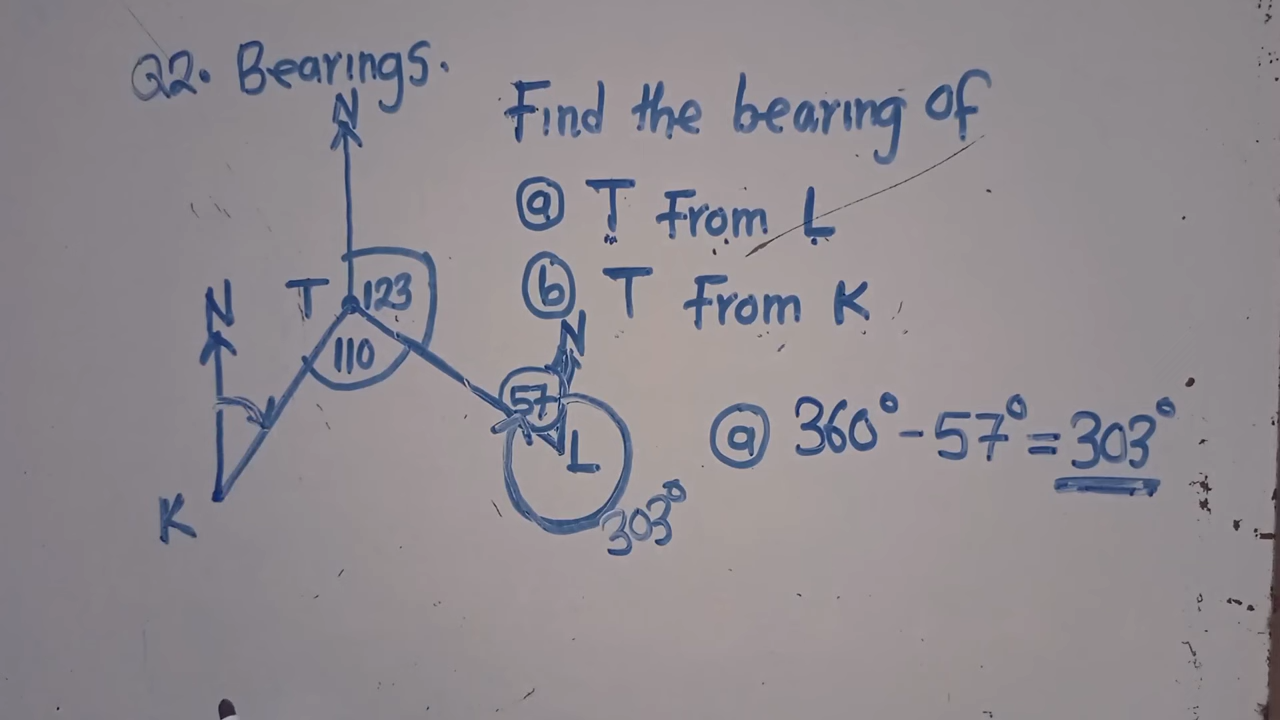 Q2. Bearings.
Find the bearing of
ⓐ T From L
ⓑ T From K
N
N
T
123
110
K
N
57
L
303°
ⓐ 360° - 57° = 303°